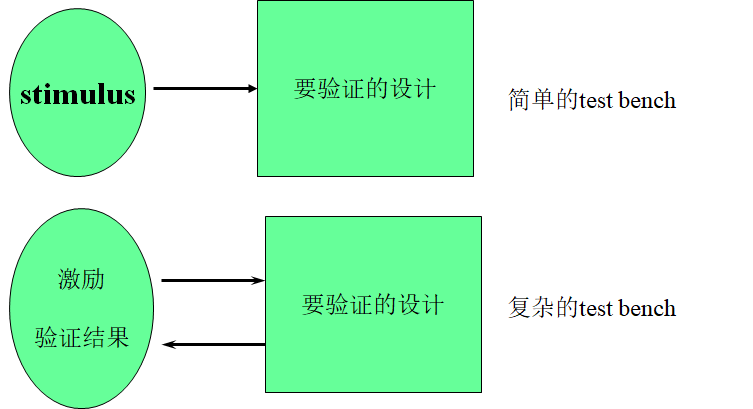 stimulus
要验证的设计
简单的test bench
激励
验证结果
要验证的设计
复杂的test bench